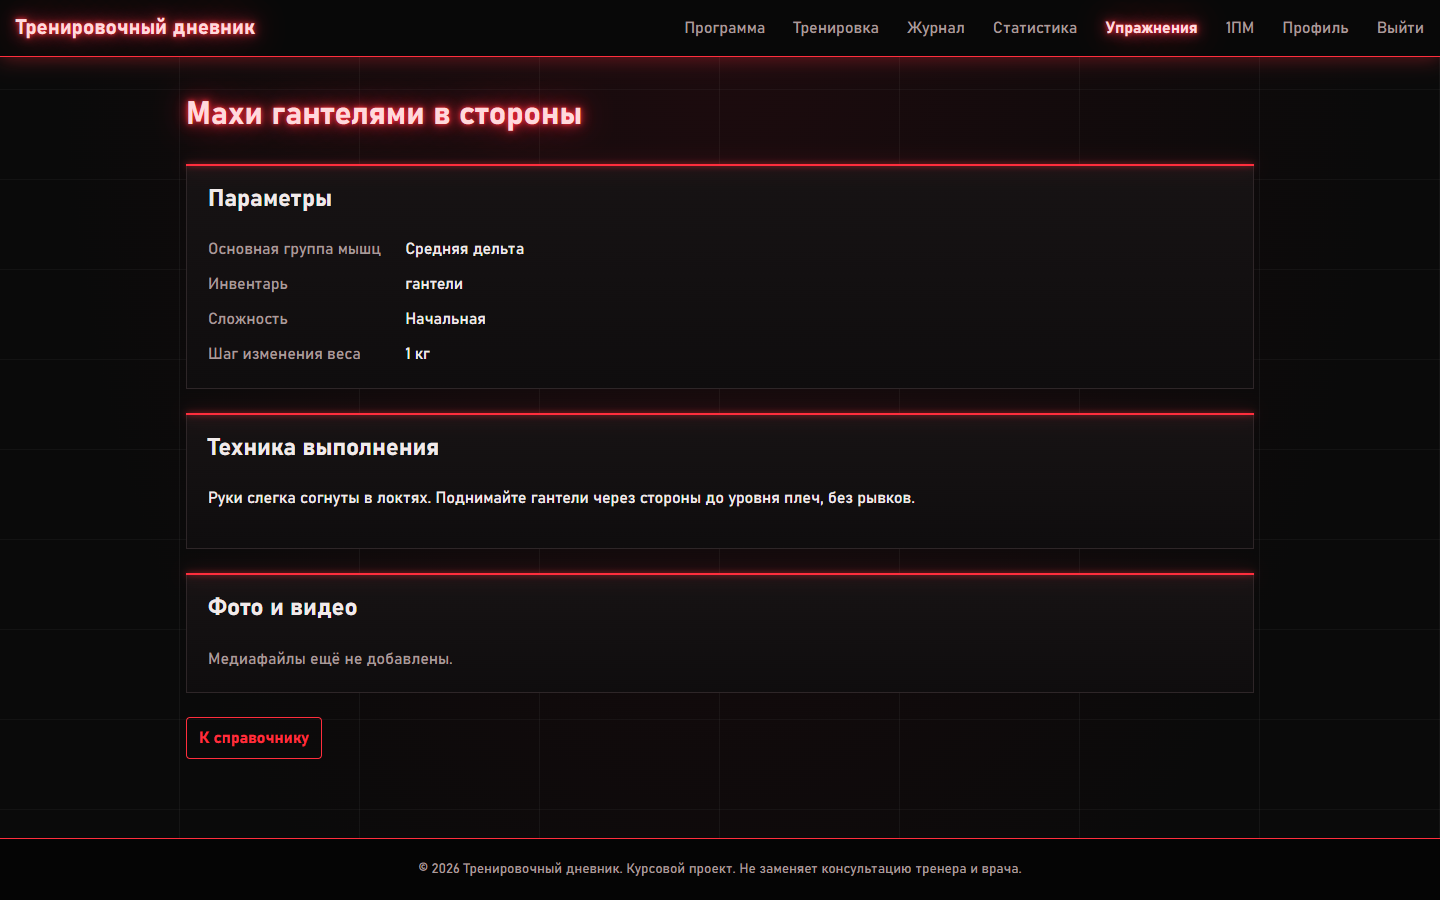 Тренировочный дневник
Программа Тренировка Журнал Статистика Упражнения 1ПМ Профиль Выйти
Махи гантелями в стороны
Параметры
Основная группа мышц Средняя дельта
Инвентарь гантели
Сложность Начальная
Шаг изменения веса 1 кг
Техника выполнения
Руки слегка согнуты в локтях. Поднимайте гантели через стороны до уровня плеч, без рывков.
Фото и видео
Медиафайлы ещё не добавлены.
К справочнику
© 2026 Тренировочный дневник. Курсовой проект. Не заменяет консультацию тренера и врача.